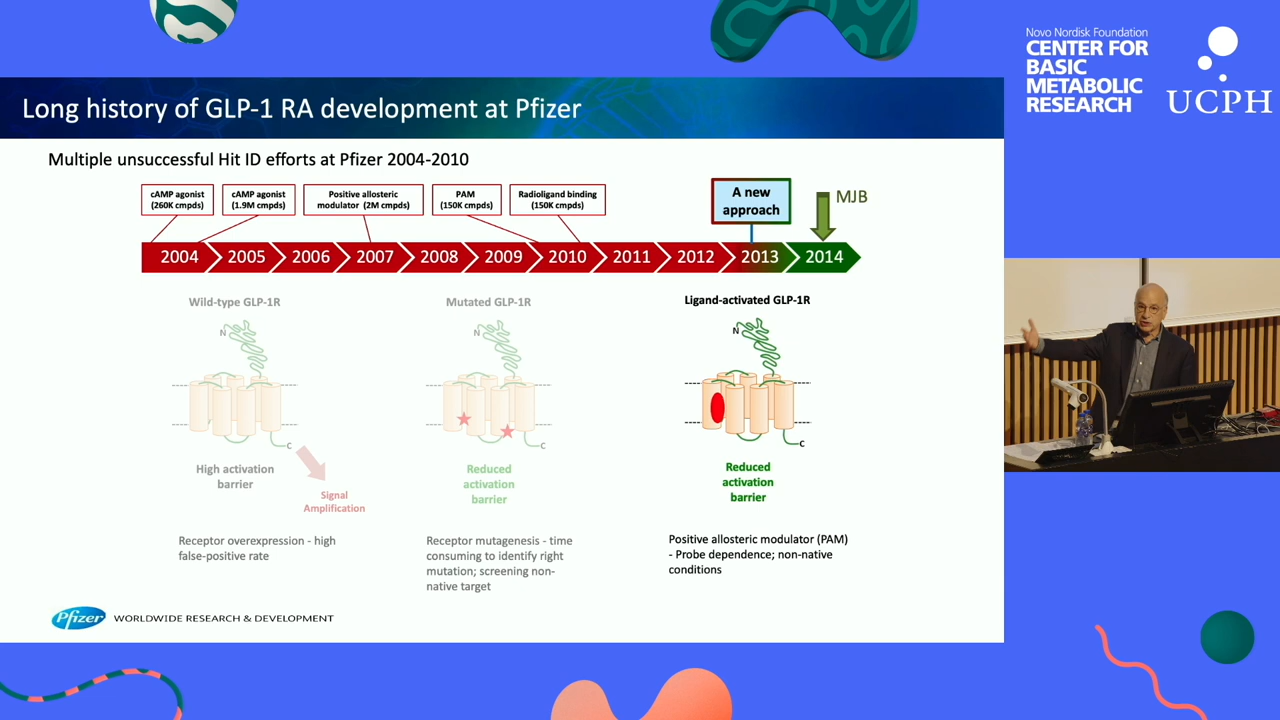 Novo Nordisk Foundation
CENTER FOR
BASIC
METABOLIC
RESEARCH
UCPH
Long history of GLP-1 RA development at Pfizer
Multiple unsuccessful Hit ID efforts at Pfizer 2004-2010
cAMP agonist
(260K cmpds)
cAMP agonist
(1.9M cmpds)
Positive allosteric
modulator (2M cmpds)
PAM
(150K cmpds)
Radioligand binding
(150K cmpds)
A new
approach
MJB
2004 2005 2006 2007 2008 2009 2010 2011 2012 2013 2014
Wild-type GLP-1R
N
C
High activation
barrier
Signal
Amplification
Receptor overexpression - high
false-positive rate
Mutated GLP-1R
N
C
Reduced
activation
barrier
Receptor mutagenesis - time
consuming to identify right
mutation; screening non-
native target
Ligand-activated GLP-1R
N
C
Reduced
activation
barrier
Positive allosteric modulator (PAM)
- Probe dependence; non-native
conditions
Pfizer WORLDWIDE RESEARCH & DEVELOPMENT